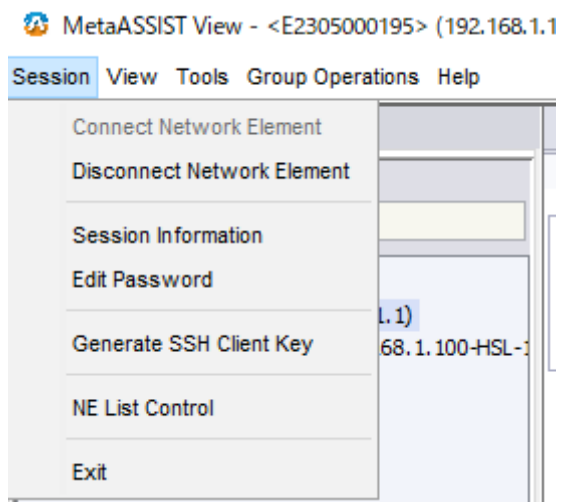 MetaASSIST View - <E2305000195> (192.168.1.1
Session View Tools Group Operations Help
Connect Network Element
Disconnect Network Element
Session Information
Edit Password
1.1)
Generate SSH Client Key
68.1.100-HSL-1
NE List Control
Exit